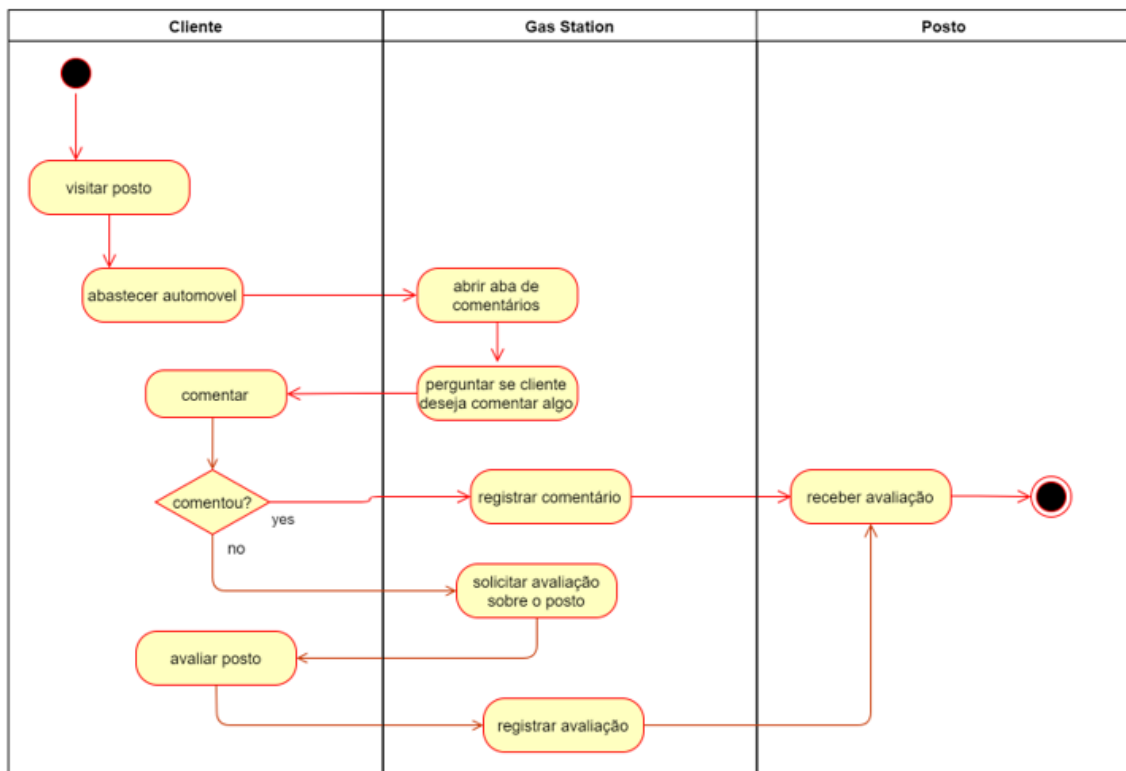 Cliente
Gas Station
Posto
visitar posto
abastecer automovel
abrir aba de
comentários
perguntar se cliente
deseja comentar algo
comentar
comentou?
yes
no
registrar comentário
receber avaliação
solicitar avaliação
sobre o posto
avaliar posto
registrar avaliação